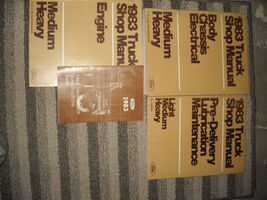 1983 Truck
Shop Manual
Engine
Medium
Heavy
1983 Truck
Shop Manual
Body
Chassis
Electrical
Medium
Heavy
1983
1983 Truck
Shop Manual
Pre-Delivery
Lubrication
Maintenance
Light
Medium
Heavy